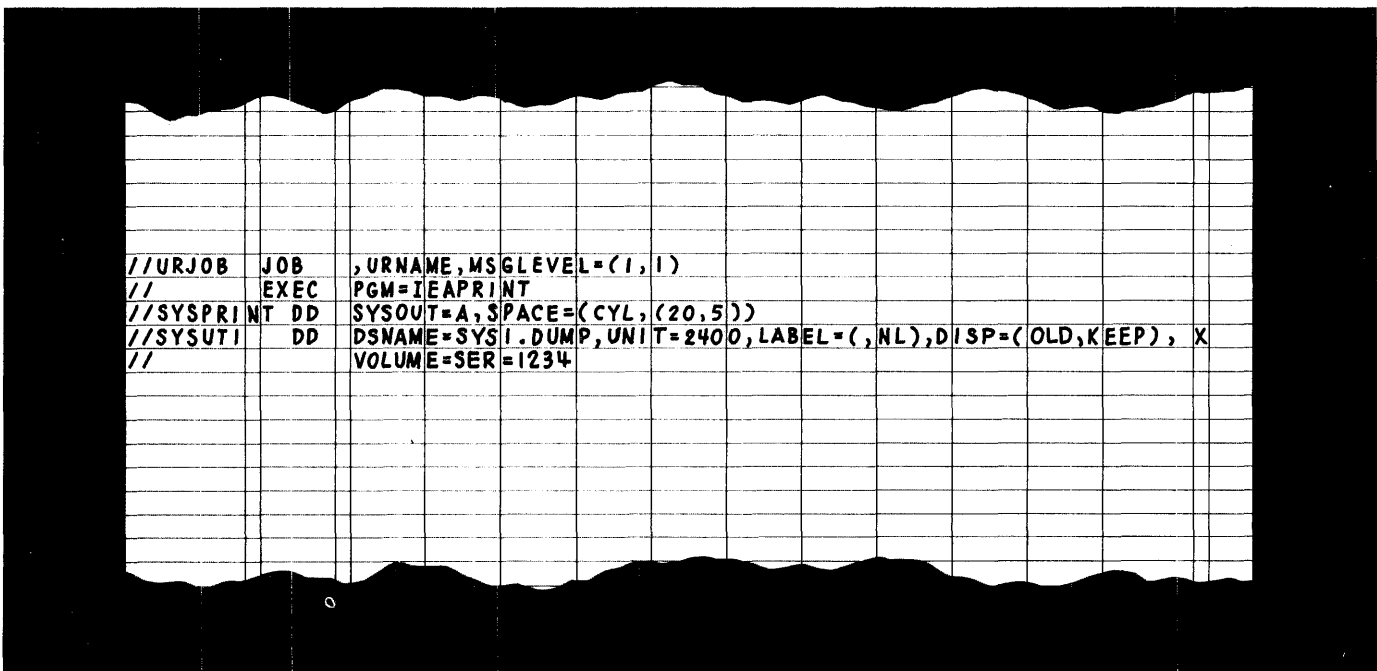 //URJOB JOB ,URNAME,MSGLEVEL=(1,1)
// EXEC PGM=IEAPRINT
//SYSPRINT DD SYSOUT=A,SPACE=(CYL,(20,5))
//SYSUT1 DD DSNAME=SYS1.DUMP,UNIT=2400,LABEL=(,NL),DISP=(OLD,KEEP), X
// VOLUME=SER=1234